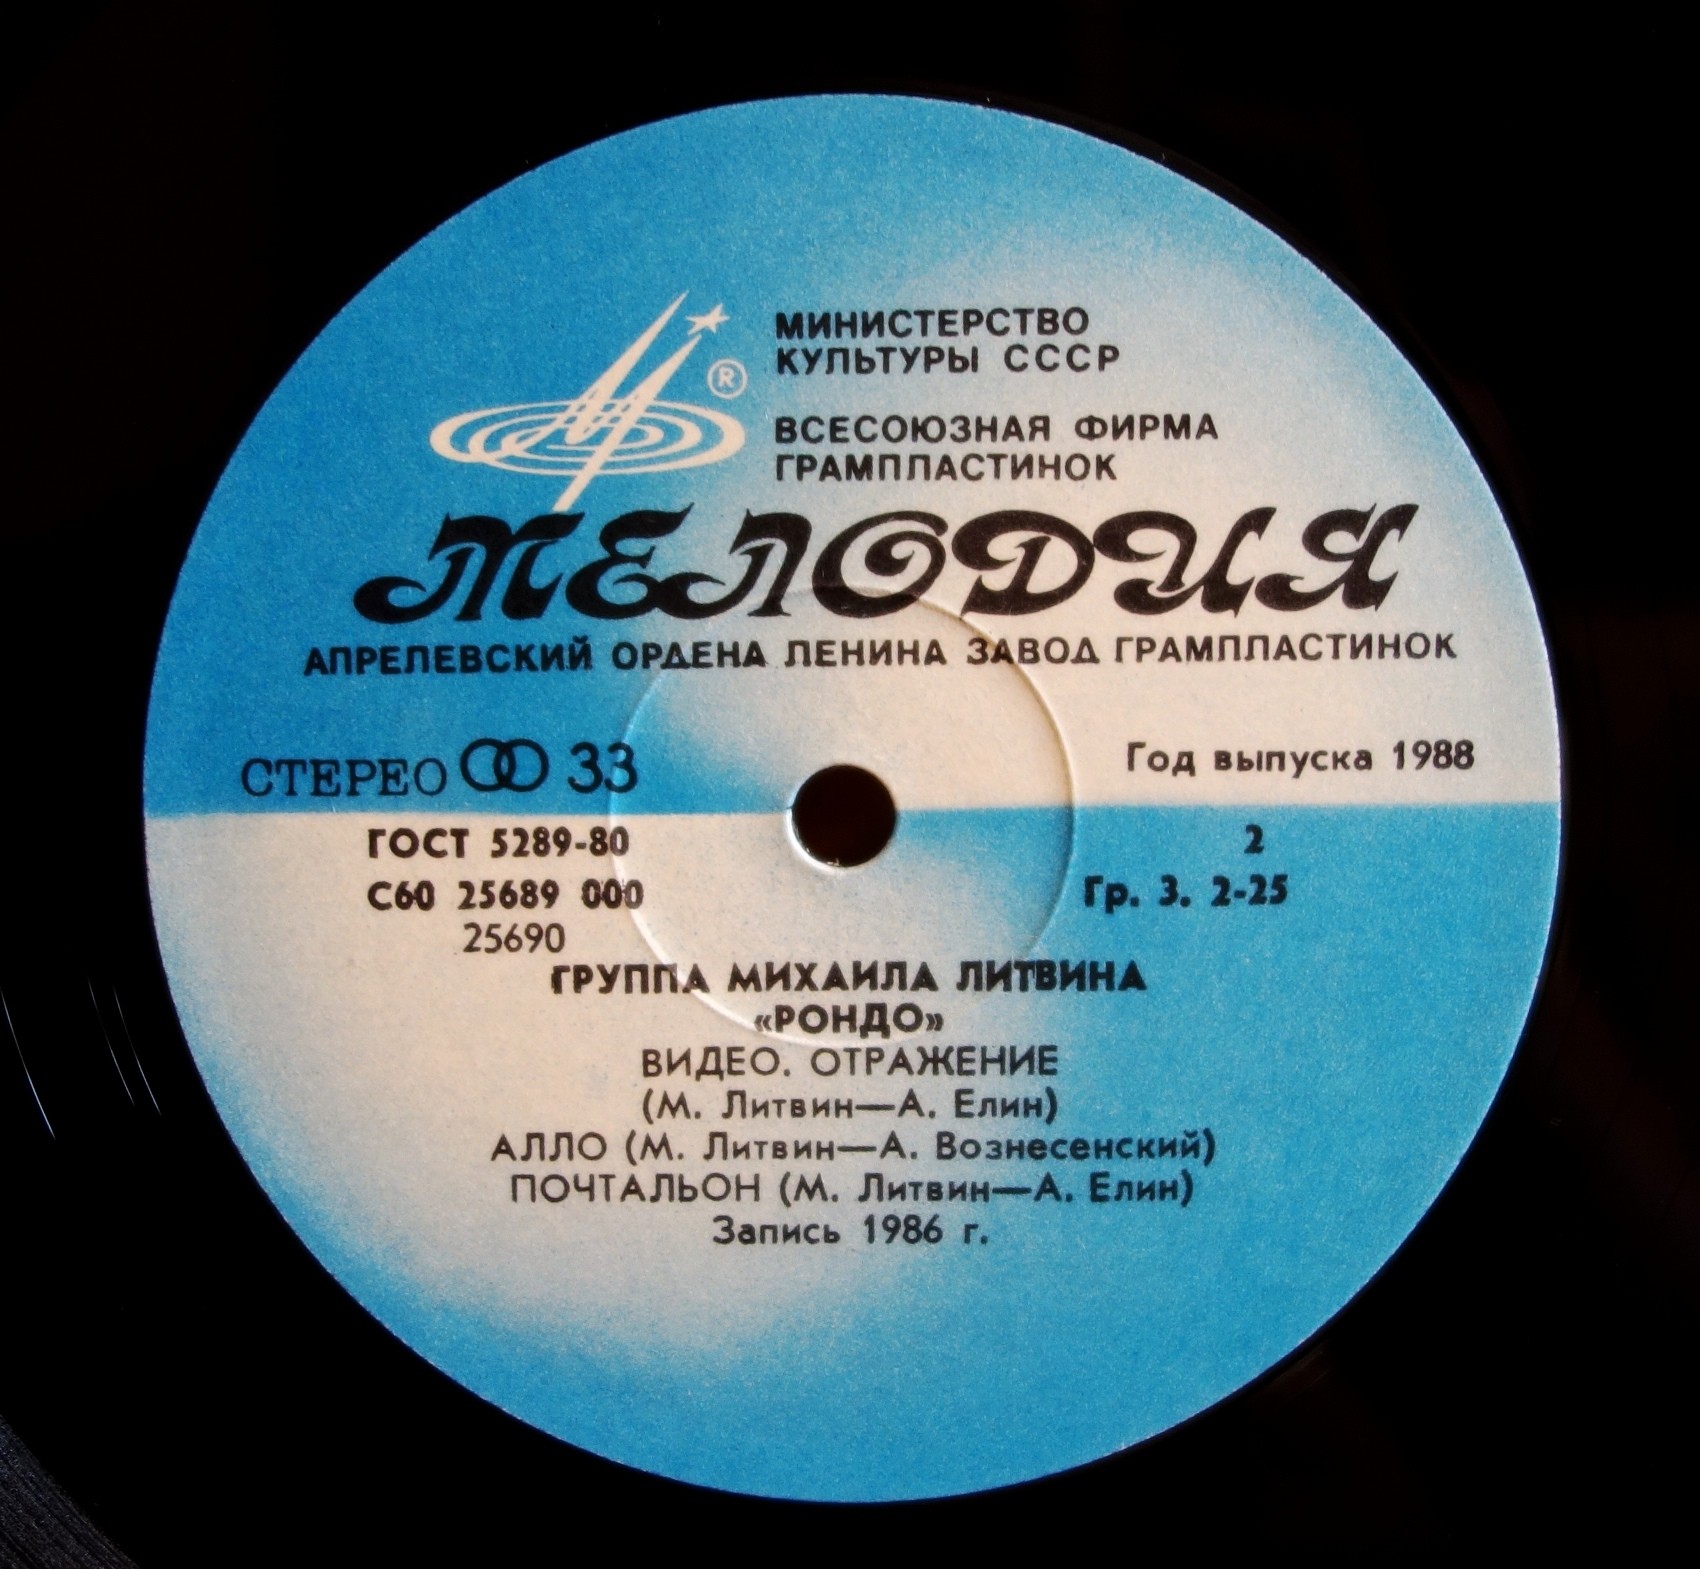 ®
МИНИСТЕРСТВО
КУЛЬТУРЫ СССР
ВСЕСОЮЗНАЯ ФИРМА
ГРАМПЛАСТИНОК
МЕЛОДИЯ
АПРЕЛЕВСКИЙ ОРДЕНА ЛЕНИНА ЗАВОД ГРАМПЛАСТИНОК
СТЕРЕО 33
Год выпуска 1988
ГОСТ 5289-80
2
С60 25689 000
Гр. 3. 2-25
25690
ГРУППА МИХАИЛА ЛИТВИНА
«РОНДО»
ВИДЕО. ОТРАЖЕНИЕ
(М. Литвин—А. Елин)
АЛЛО (М. Литвин—А. Вознесенский)
ПОЧТАЛЬОН (М. Литвин—А. Елин)
Запись 1986 г.